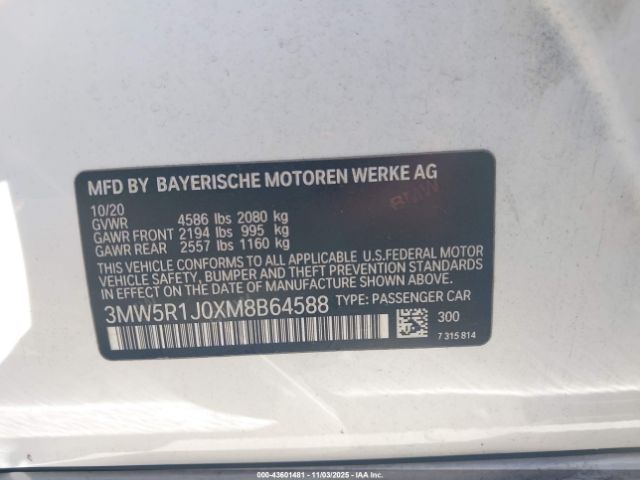 MFD BY BAYERISCHE MOTOREN WERKE AG
BMW
10/20
GVWR 4586 lbs 2080 kg
GAWR FRONT 2194 lbs 995 kg
GAWR REAR 2557 lbs 1160 kg
THIS VEHICLE CONFORMS TO ALL APPLICABLE U.S.FEDERAL MOTOR
VEHICLE SAFETY, BUMPER AND THEFT PREVENTION STANDARDS
IN EFFECT ON THE DATE OF MANUFACTURE SHOWN ABOVE.
3MW5R1J0XM8B64588 TYPE: PASSENGER CAR
300
7 315 814
000-43601481 - 11/03/2025 - IAA Inc.